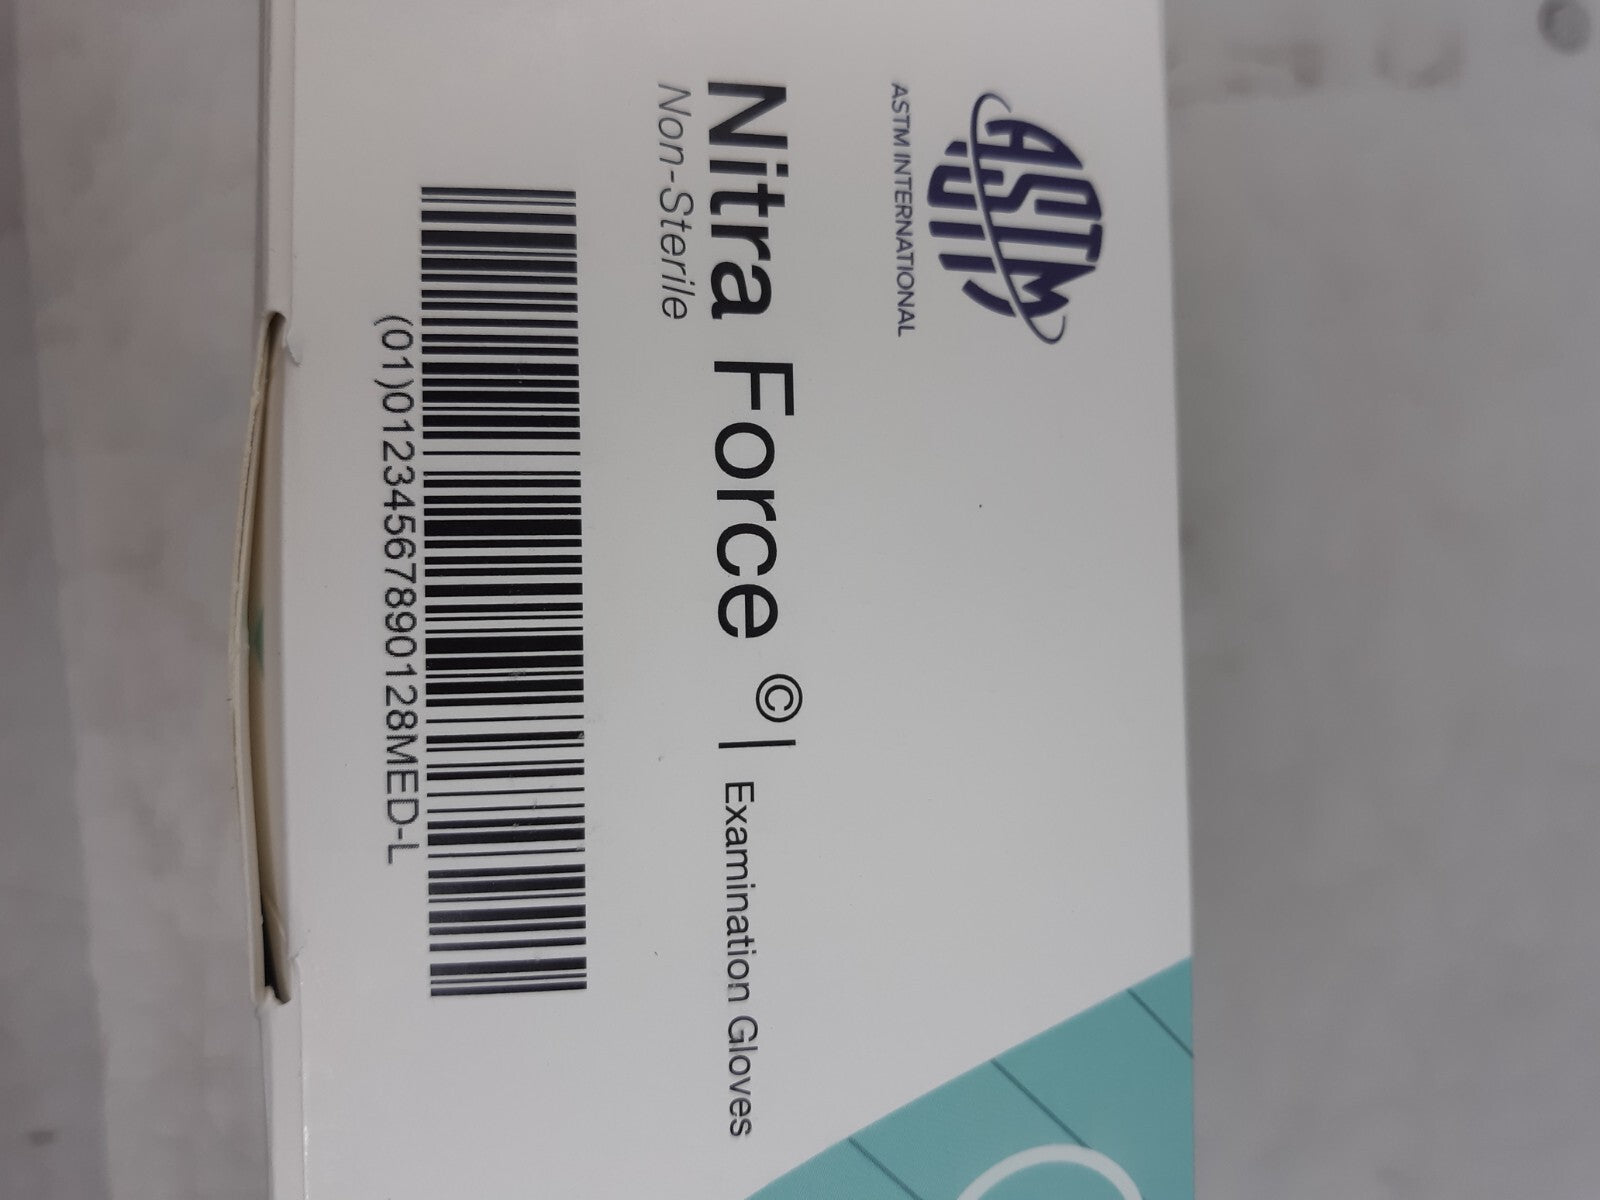 ASTM
ASTM INTERNATIONAL
Nitra Force © | Examination Gloves
Non-Sterile
(01)01234567890128MED-L